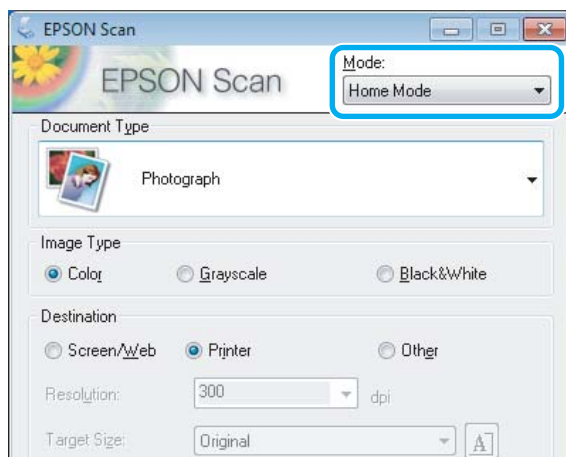 EPSON Scan
EPSON Scan
Mode:
Home Mode
Document Type
Photograph
Image Type
Color Grayscale Black&White
Destination
Screen/Web Printer Other
Resolution: 300 dpi
Target Size: Original A